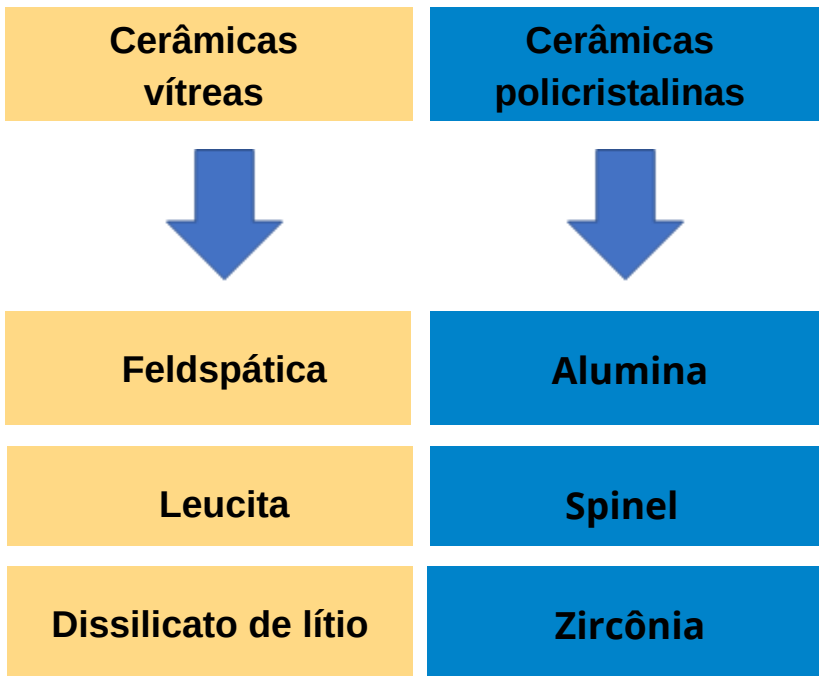 Cerâmicas
vítreas
Cerâmicas
policristalinas
Feldspática
Alumina
Leucita
Spinel
Dissilicato de lítio
Zircônia